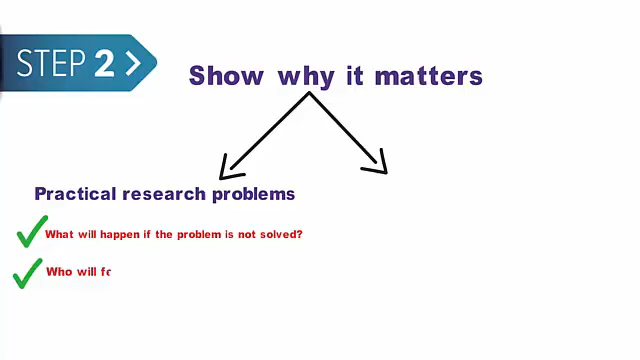 STEP 2
Show why it matters
Practical research problems
What will happen if the problem is not solved?
Who will